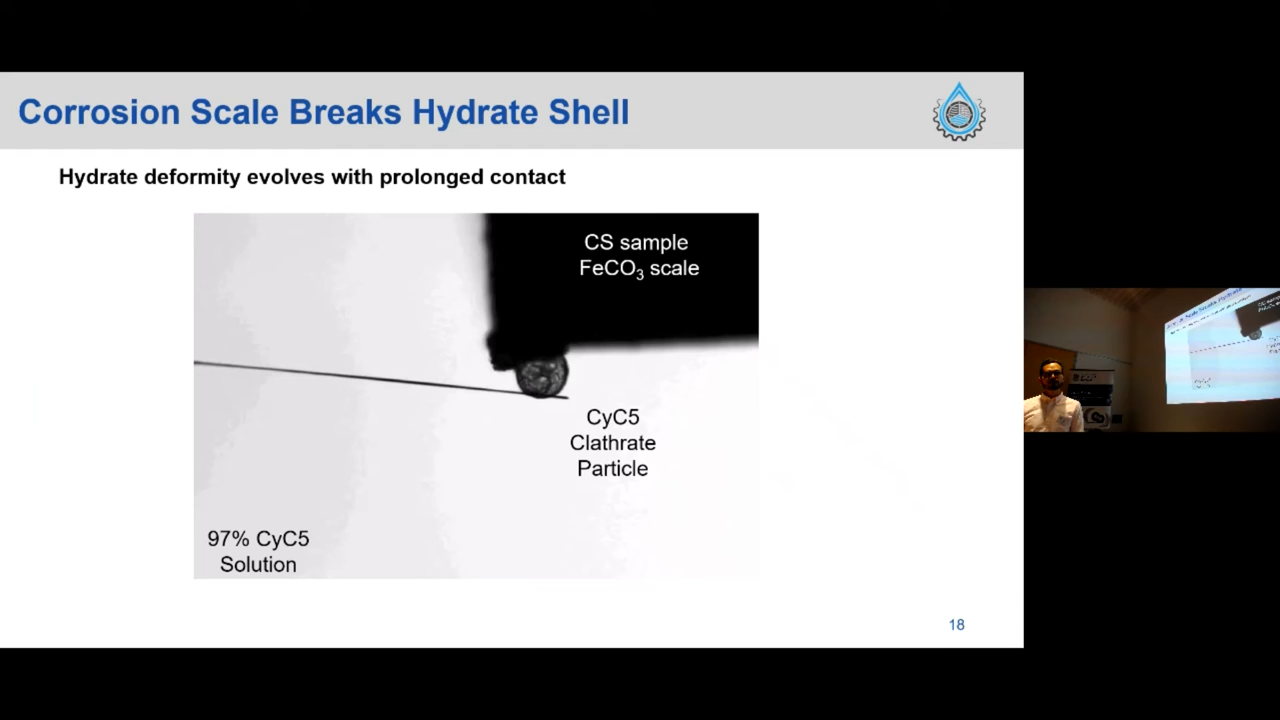 Corrosion Scale Breaks Hydrate Shell
Hydrate deformity evolves with prolonged contact
CS sample
FeCO₃ scale
CyC5
Clathrate
Particle
97% CyC5
Solution
18